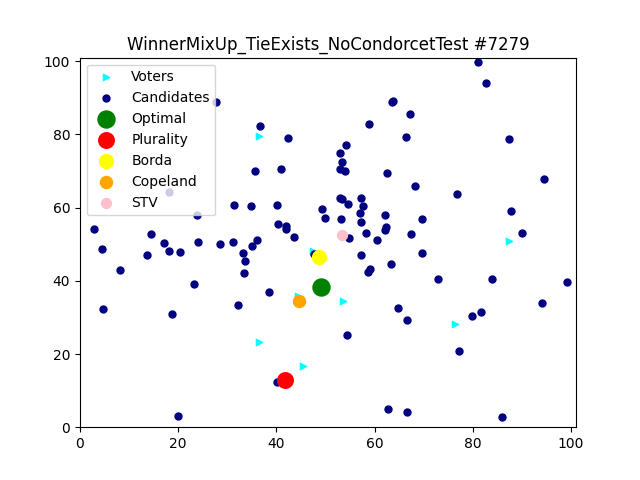 WinnerMixUp_TieExists_NoCondorcetTest #7279
100
80
60
40
20
0
Voters
Candidates
Optimal
Plurality
Borda
Copeland
STV
0 20 40 60 80 100